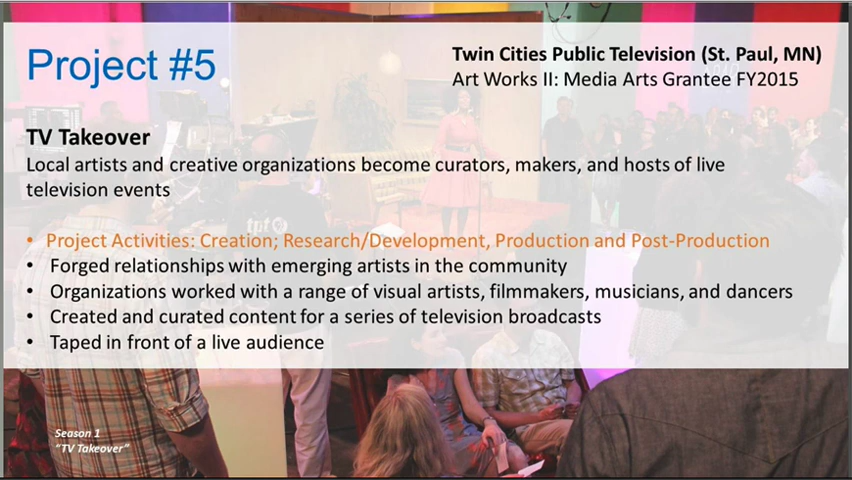 Project #5
Twin Cities Public Television (St. Paul, MN)
Art Works II: Media Arts Grantee FY2015
TV Takeover
Local artists and creative organizations become curators, makers, and hosts of live
television events
• Project Activities: Creation; Research/Development, Production and Post-Production
• Forged relationships with emerging artists in the community
• Organizations worked with a range of visual artists, filmmakers, musicians, and dancers
• Created and curated content for a series of television broadcasts
• Taped in front of a live audience
tpt
Season 1
"TV Takeover"